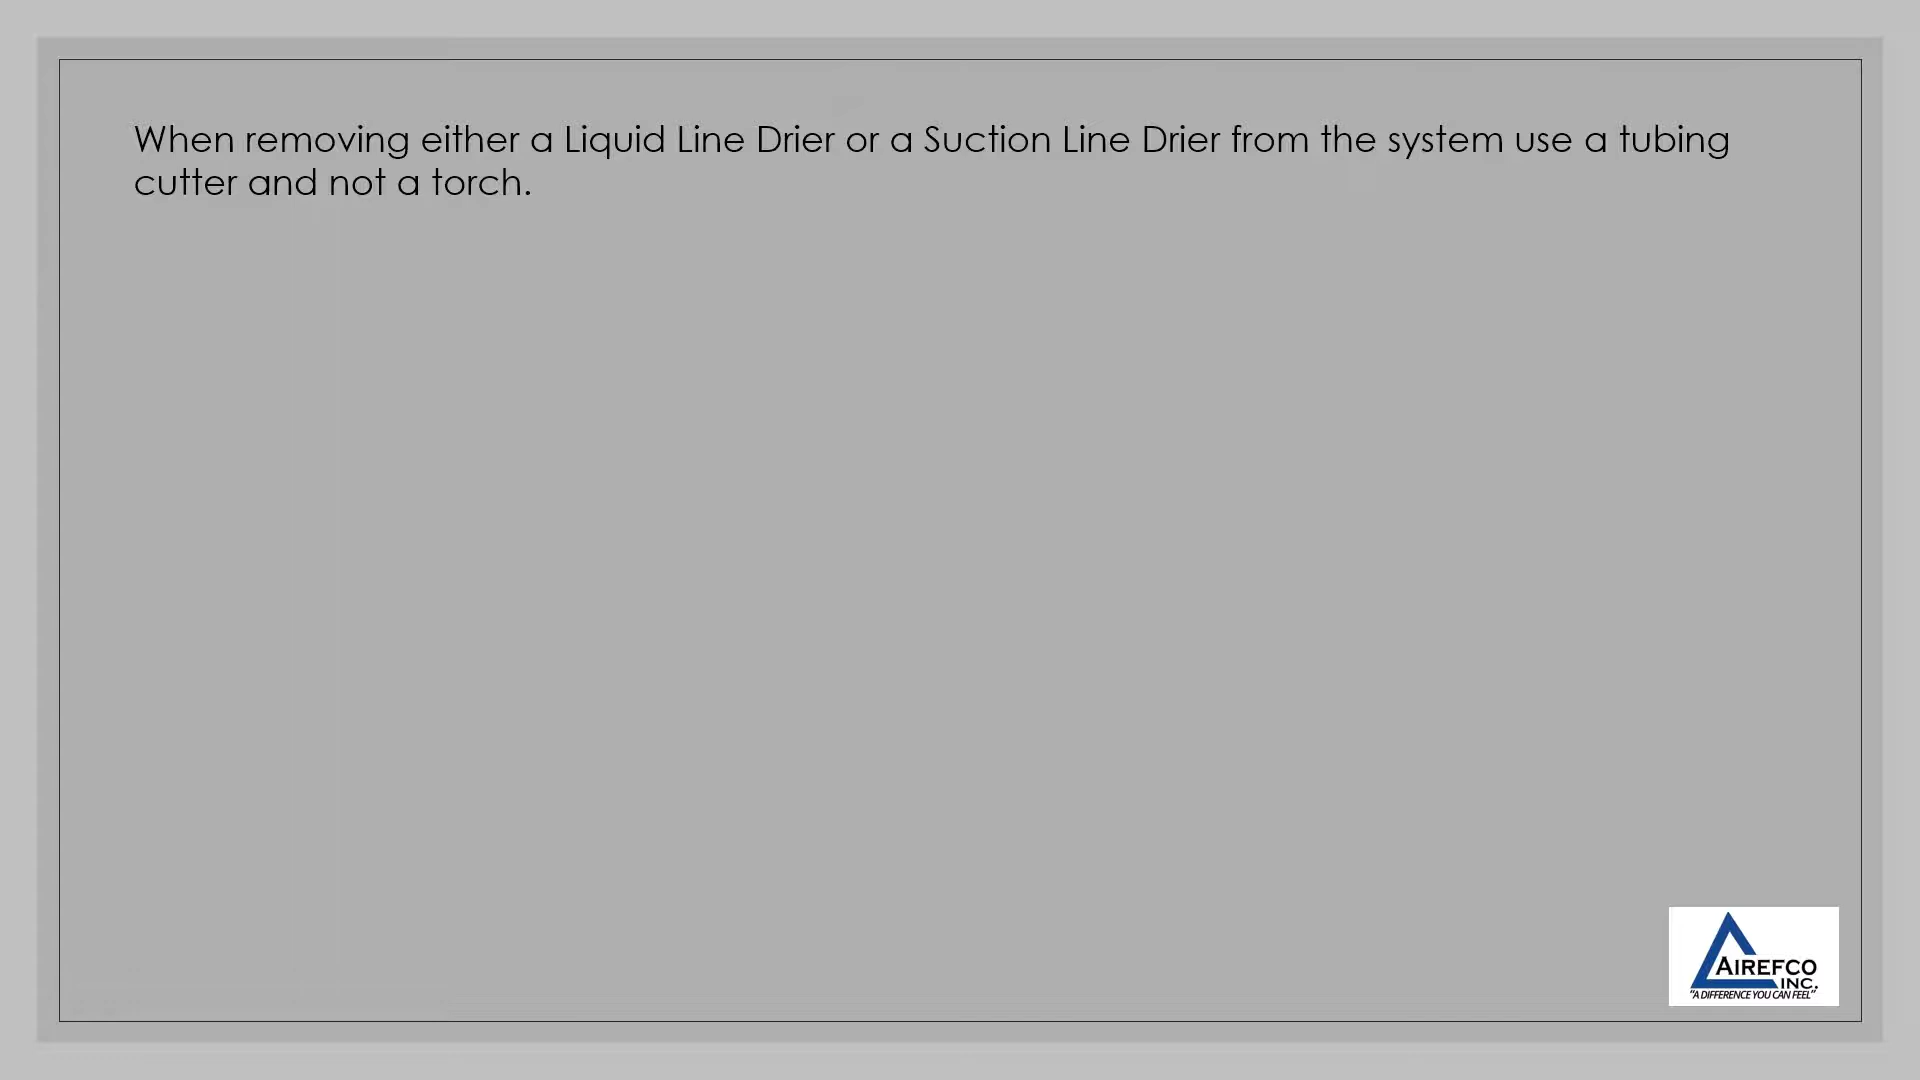 When removing either a Liquid Line Drier or a Suction Line Drier from the system use a tubing
cutter and not a torch.
AIREFCO
INC.
"A DIFFERENCE YOU CAN FEEL"